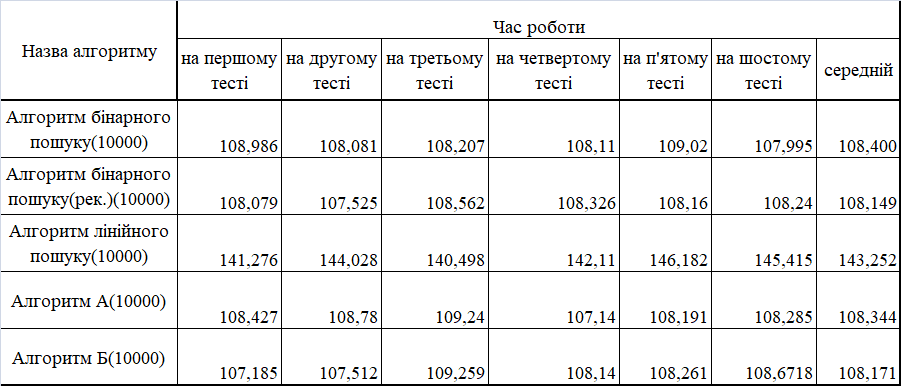 Назва алгоритму
Час роботи
на першому тесті
на другому тесті
на третьому тесті
на четвертому тесті
на п'ятому тесті
на шостому тесті
середній
Алгоритм бінарного
пошуку(10000)
108,986 108,081 108,207 108,11 109,02 107,995 108,400
Алгоритм бінарного
пошуку(рек.)(10000)
108,079 107,525 108,562 108,326 108,16 108,24 108,149
Алгоритм лінійного
пошуку(10000)
141,276 144,028 140,498 142,11 146,182 145,415 143,252
Алгоритм А(10000)
108,427 108,78 109,24 107,14 108,191 108,285 108,344
Алгоритм Б(10000)
107,185 107,512 109,259 108,14 108,261 108,6718 108,171